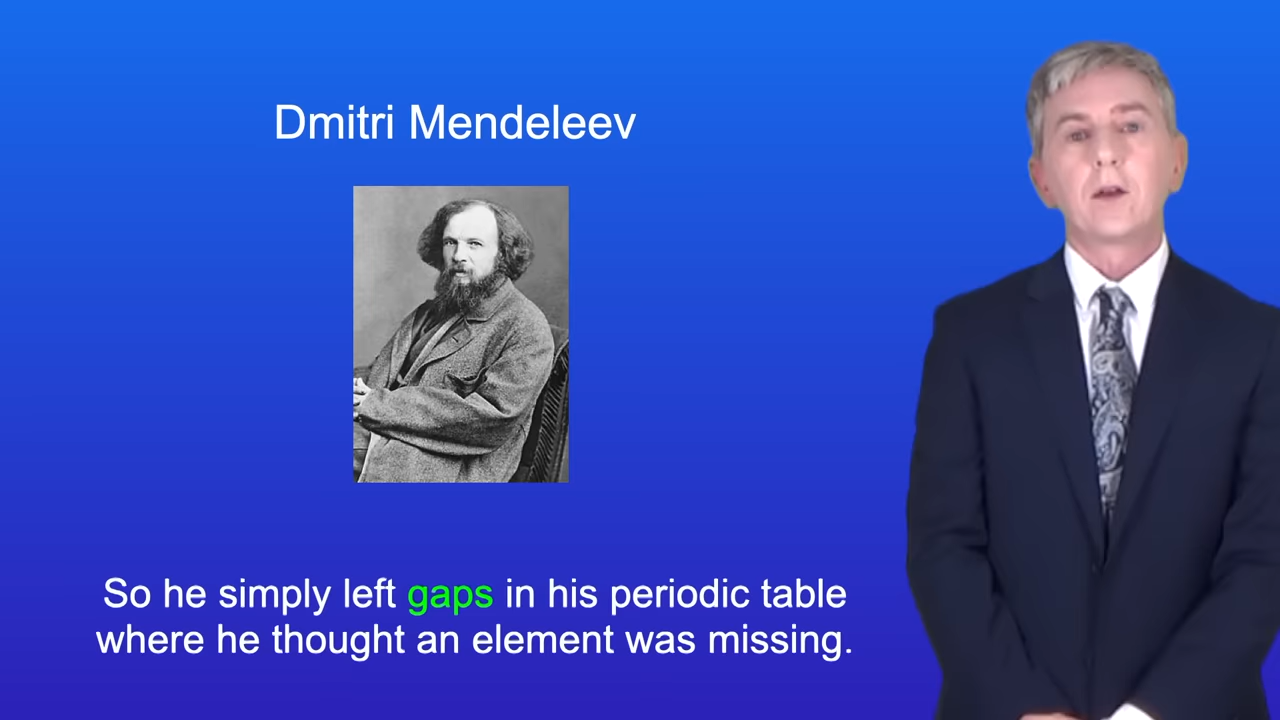 Dmitri Mendeleev
So he simply left gaps in his periodic table
where he thought an element was missing.